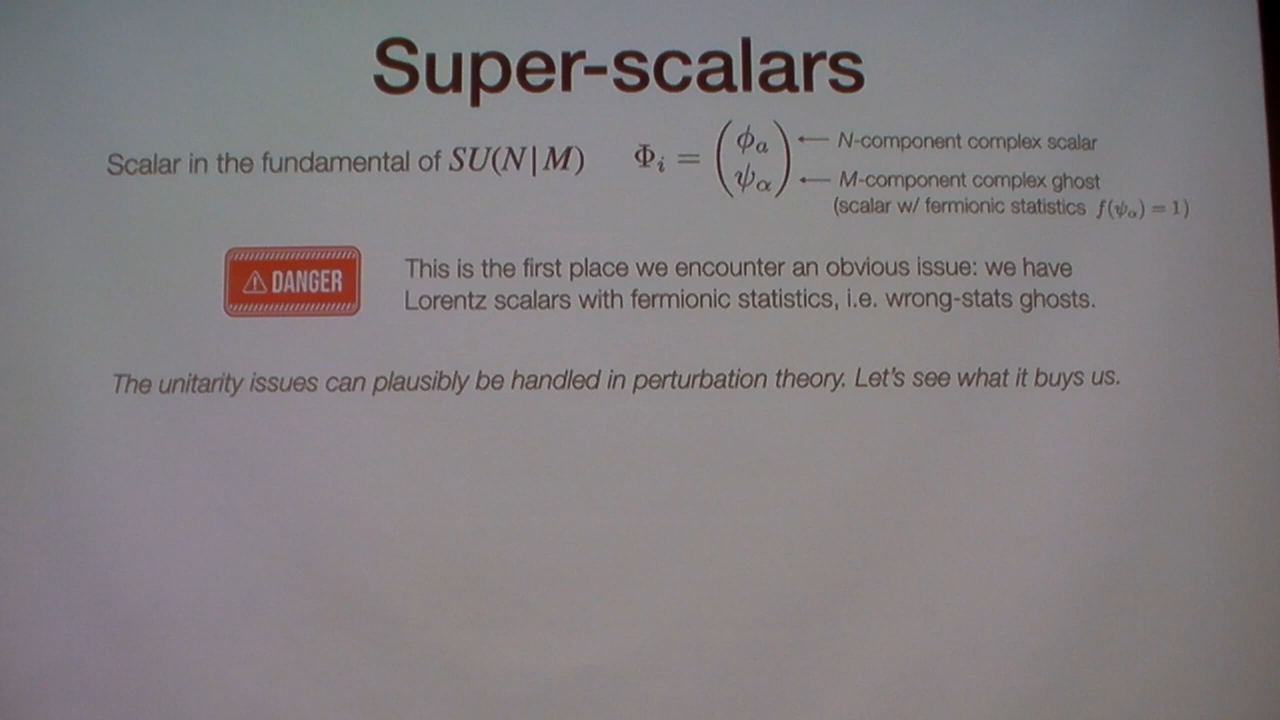 Super-scalars
Scalar in the fundamental of SU(N|M) Φᵢ = (ϕₐ ψ_α) ⟵ N-component complex scalar
⟵ M-component complex ghost
(scalar w/ fermionic statistics f(ψ_α) = 1)
⚠ DANGER
This is the first place we encounter an obvious issue: we have
Lorentz scalars with fermionic statistics, i.e. wrong-stats ghosts.
The unitarity issues can plausibly be handled in perturbation theory. Let's see what it buys us.